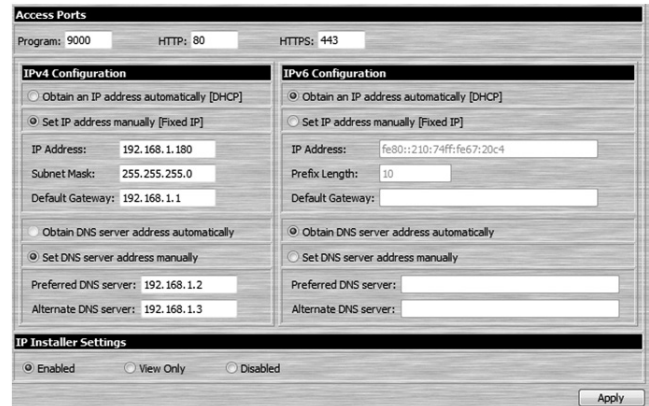 Access Ports
Program: 9000 HTTP: 80 HTTPS: 443
IPv4 Configuration
Obtain an IP address automatically [DHCP]
Set IP address manually [Fixed IP]
IP Address: 192.168.1.180
Subnet Mask: 255.255.255.0
Default Gateway: 192.168.1.1
Obtain DNS server address automatically
Set DNS server address manually
Preferred DNS server: 192.168.1.2
Alternate DNS server: 192.168.1.3
IPv6 Configuration
Obtain an IP address automatically [DHCP]
Set IP address manually [Fixed IP]
IP Address: fe80::210:74ff:fe67:20c4
Prefix Length: 10
Default Gateway:
Obtain DNS server address automatically
Set DNS server address manually
Preferred DNS server:
Alternate DNS server:
IP Installer Settings
Enabled View Only Disabled
Apply